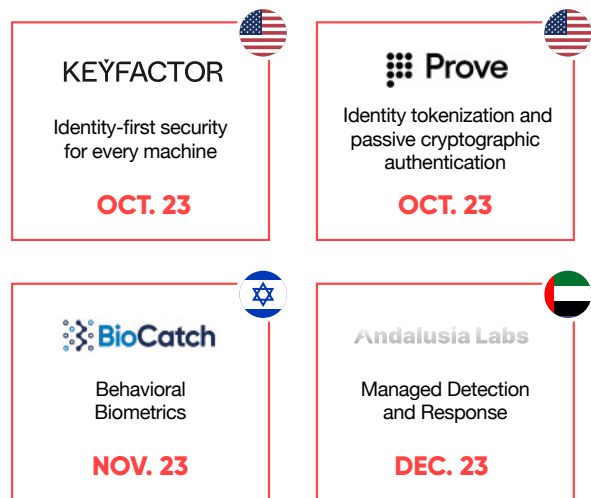 KEYFACTOR
Identity-first security
for every machine
OCT. 23
Prove
Identity tokenization and
passive cryptographic
authentication
OCT. 23
BioCatch
Behavioral
Biometrics
NOV. 23
Andalusia Labs
Managed Detection
and Response
DEC. 23